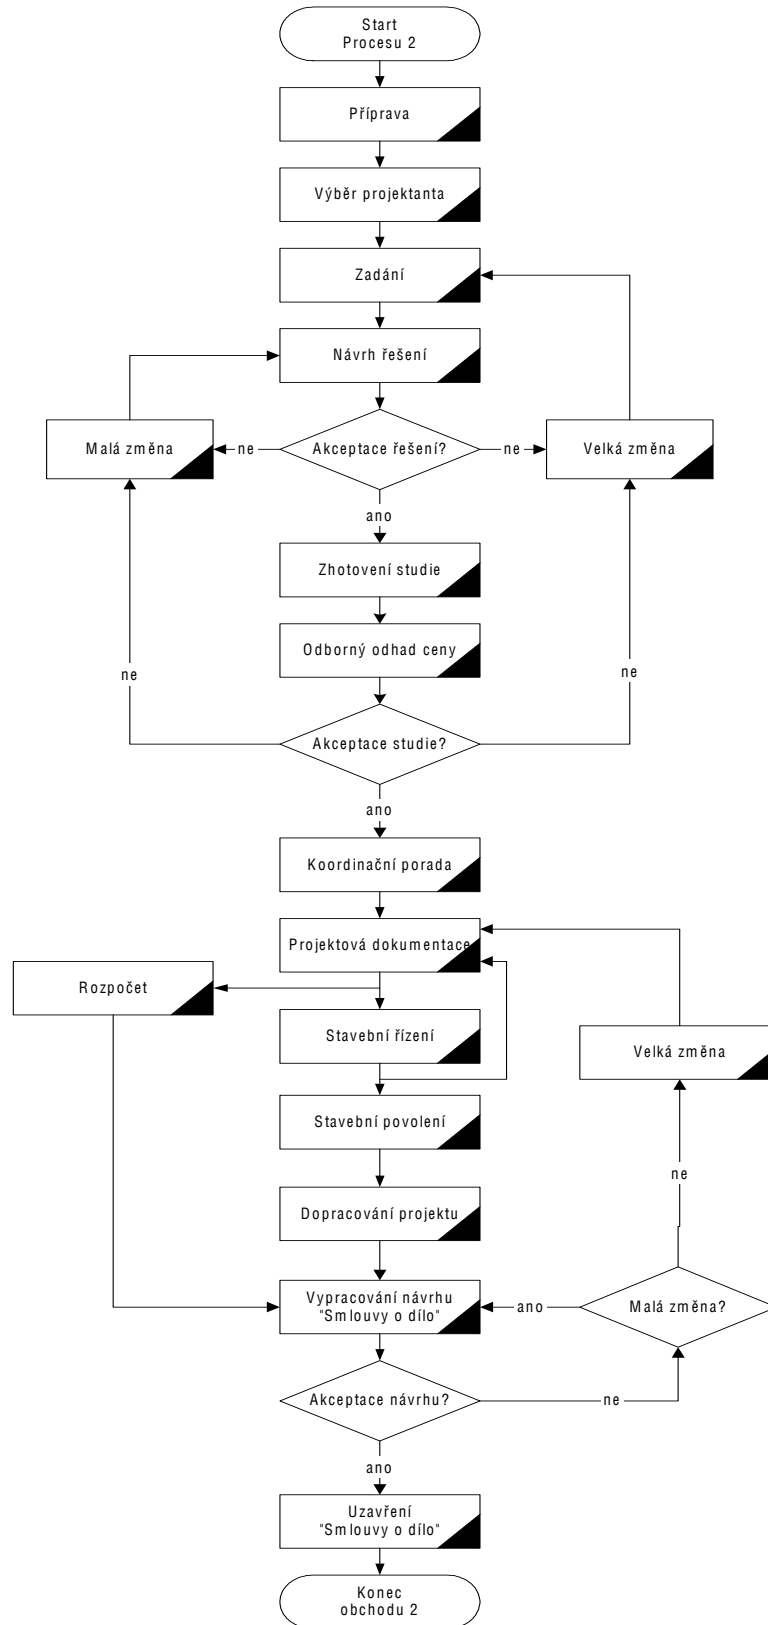 Start
Procesu 2
Příprava
Výběr projektanta
Zadání
Návrh řešení
Malá změna
ne
Akceptace řešení?
ne
Velká změna
ano
Zhotovení studie
Odborný odhad ceny
ne
ne
Akceptace studie?
ano
Koordinační porada
Projektová dokumentace
Rozpočet
Stavební řízení
Velká změna
Stavební povolení
ne
Dopracování projektu
Vypracování návrhu
"Smlouvy o dílo"
ano
Malá změna?
Akceptace návrhu?
ne
ano
Uzavření
"Smlouvy o dílo"
Konec
obchodu 2